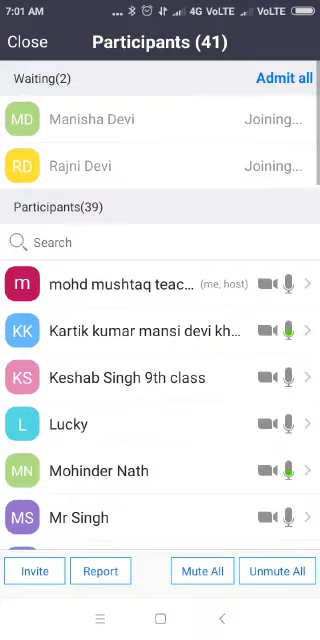 7:01 AM ... 4G VoLTE VoLTE
Close Participants (41)
Waiting(2) Admit all
MD Manisha Devi Joining...
RD Rajni Devi Joining...
Participants(39)
Search
m mohd mushtaq teac... (me, host)
KK Kartik kumar mansi devi kh...
KS Keshab Singh 9th class
L Lucky
MN Mohinder Nath
MS Mr Singh
Invite Report Mute All Unmute All